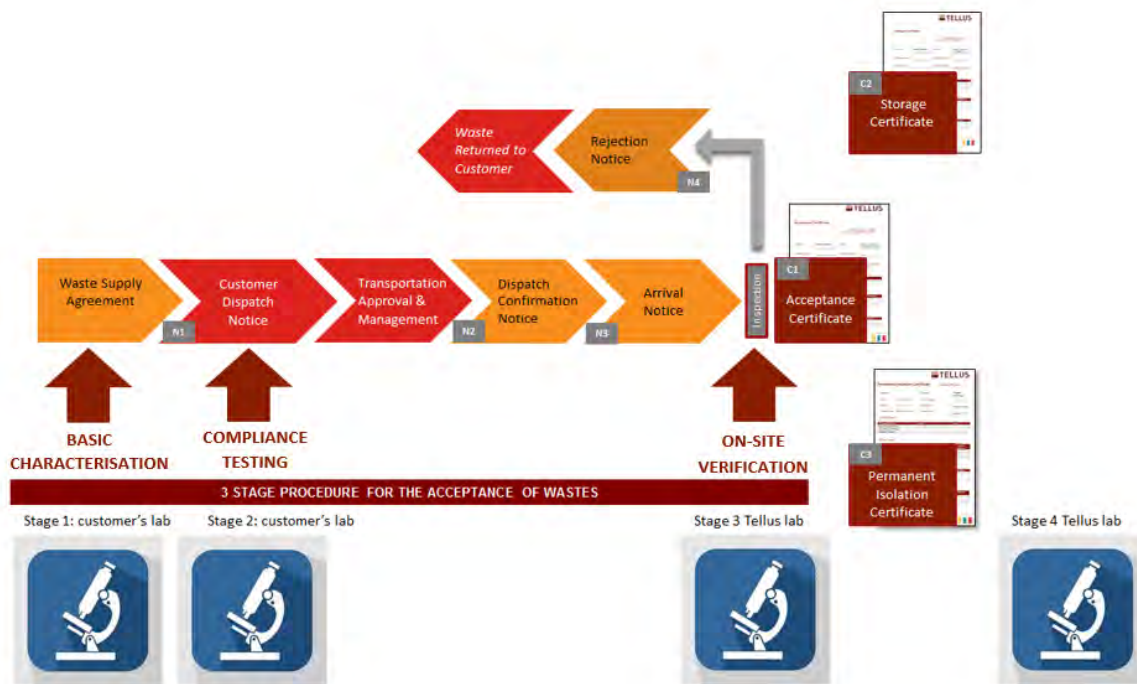 TELLUS
C2
Storage
Certificate
Waste
Returned to
Customer
Rejection
Notice
N4
TELLUS
C1
Acceptance
Certificate
Waste Supply
Agreement
N1
Customer
Dispatch
Notice
Transportation
Approval &
Management
N2
Dispatch
Confirmation
Notice
N3
Arrival
Notice
Inspection
TELLUS
C3
Permanent
Isolation
Certificate
BASIC
CHARACTERISATION
COMPLIANCE
TESTING
ON-SITE
VERIFICATION
3 STAGE PROCEDURE FOR THE ACCEPTANCE OF WASTES
Stage 1: customer's lab
Stage 2: customer's lab
Stage 3 Tellus lab
Stage 4 Tellus lab